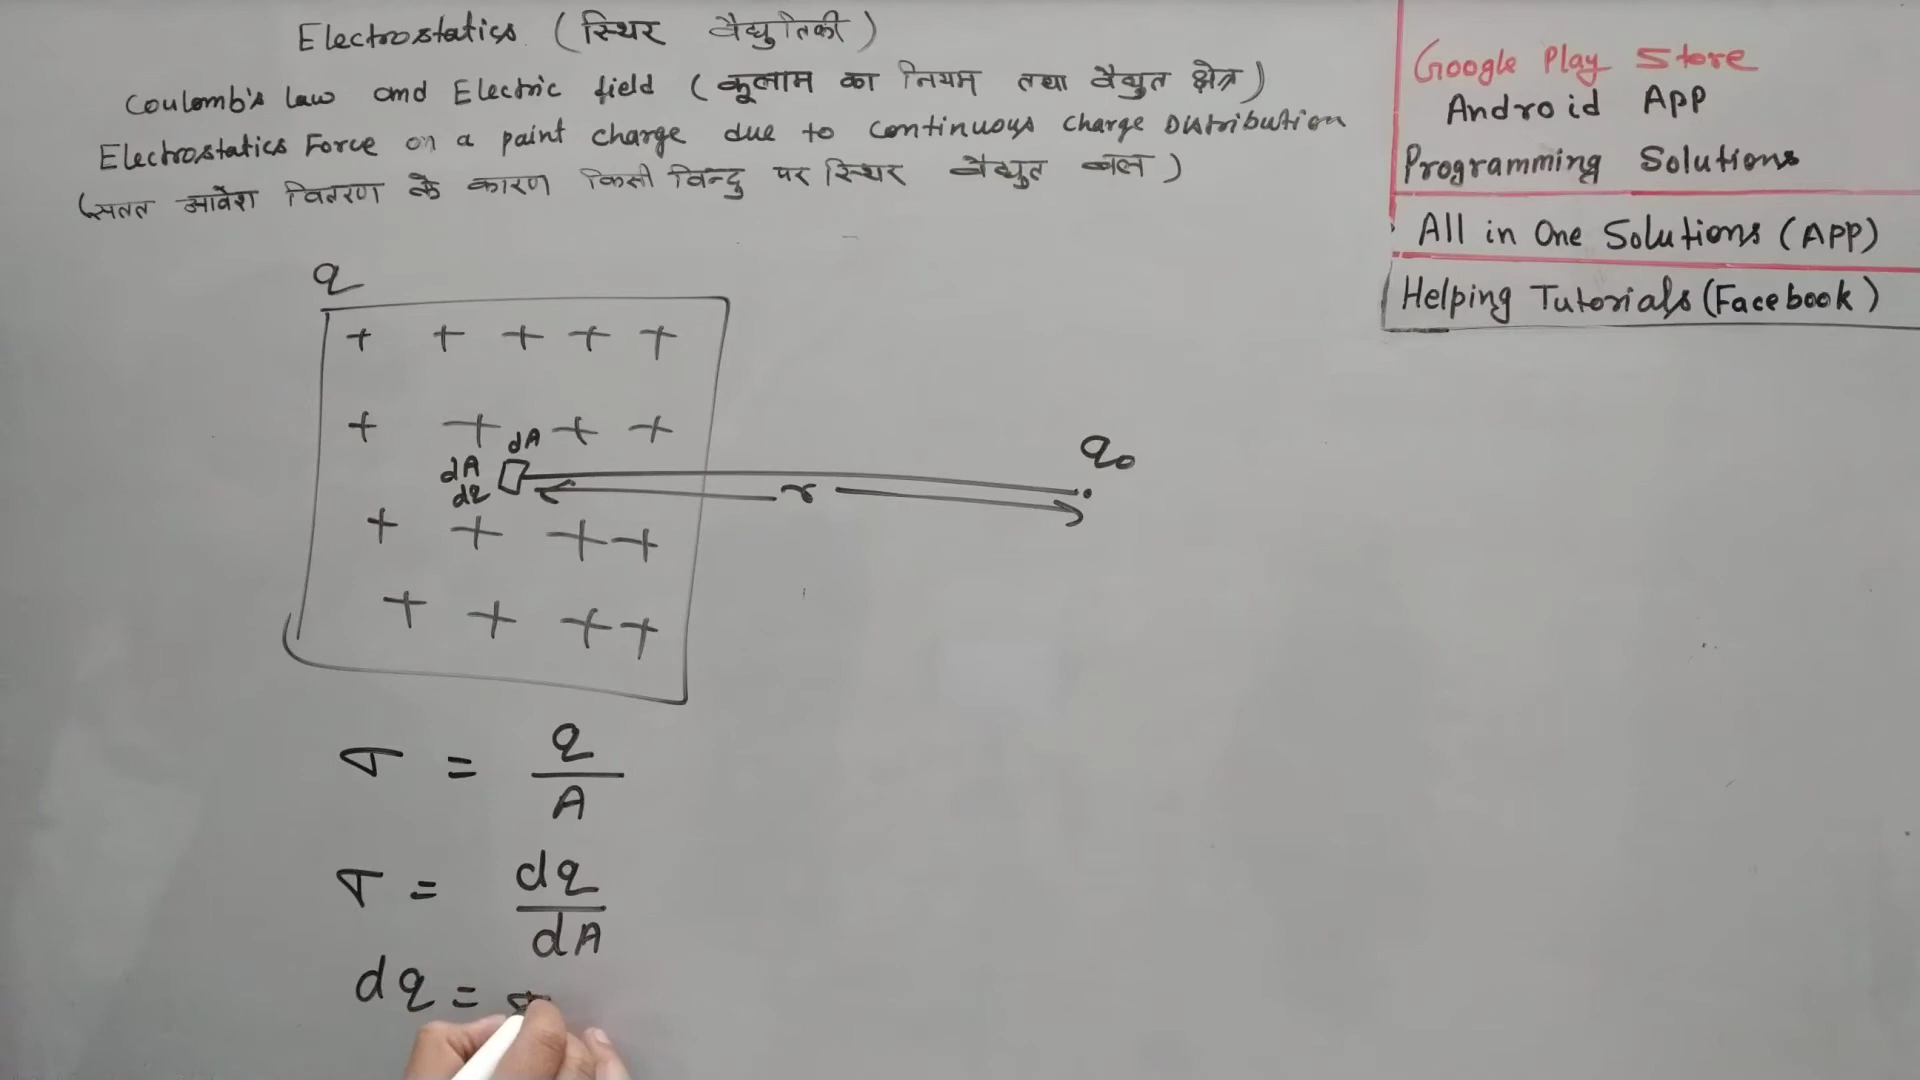 Electrostatics (स्थिर वैद्युतिकी)
Coulomb's law and Electric field (कूलाम का नियम तथा वैद्युत क्षेत्र)
Electrostatics Force on a paint charge due to continuous charge Distribution
(सतत आवेश वितरण के कारण किसी विन्दु पर स्थिर वैद्युत बल)
Google Play Store
Android App
Programming Solutions
All in One Solutions (APP)
Helping Tutorials (Facebook)
q
+ + + + +
+ + + +
dA
dA
dq
r
q₀
+ + + +
+ + + +
σ = q / A
σ = dq / dA
dq = σ